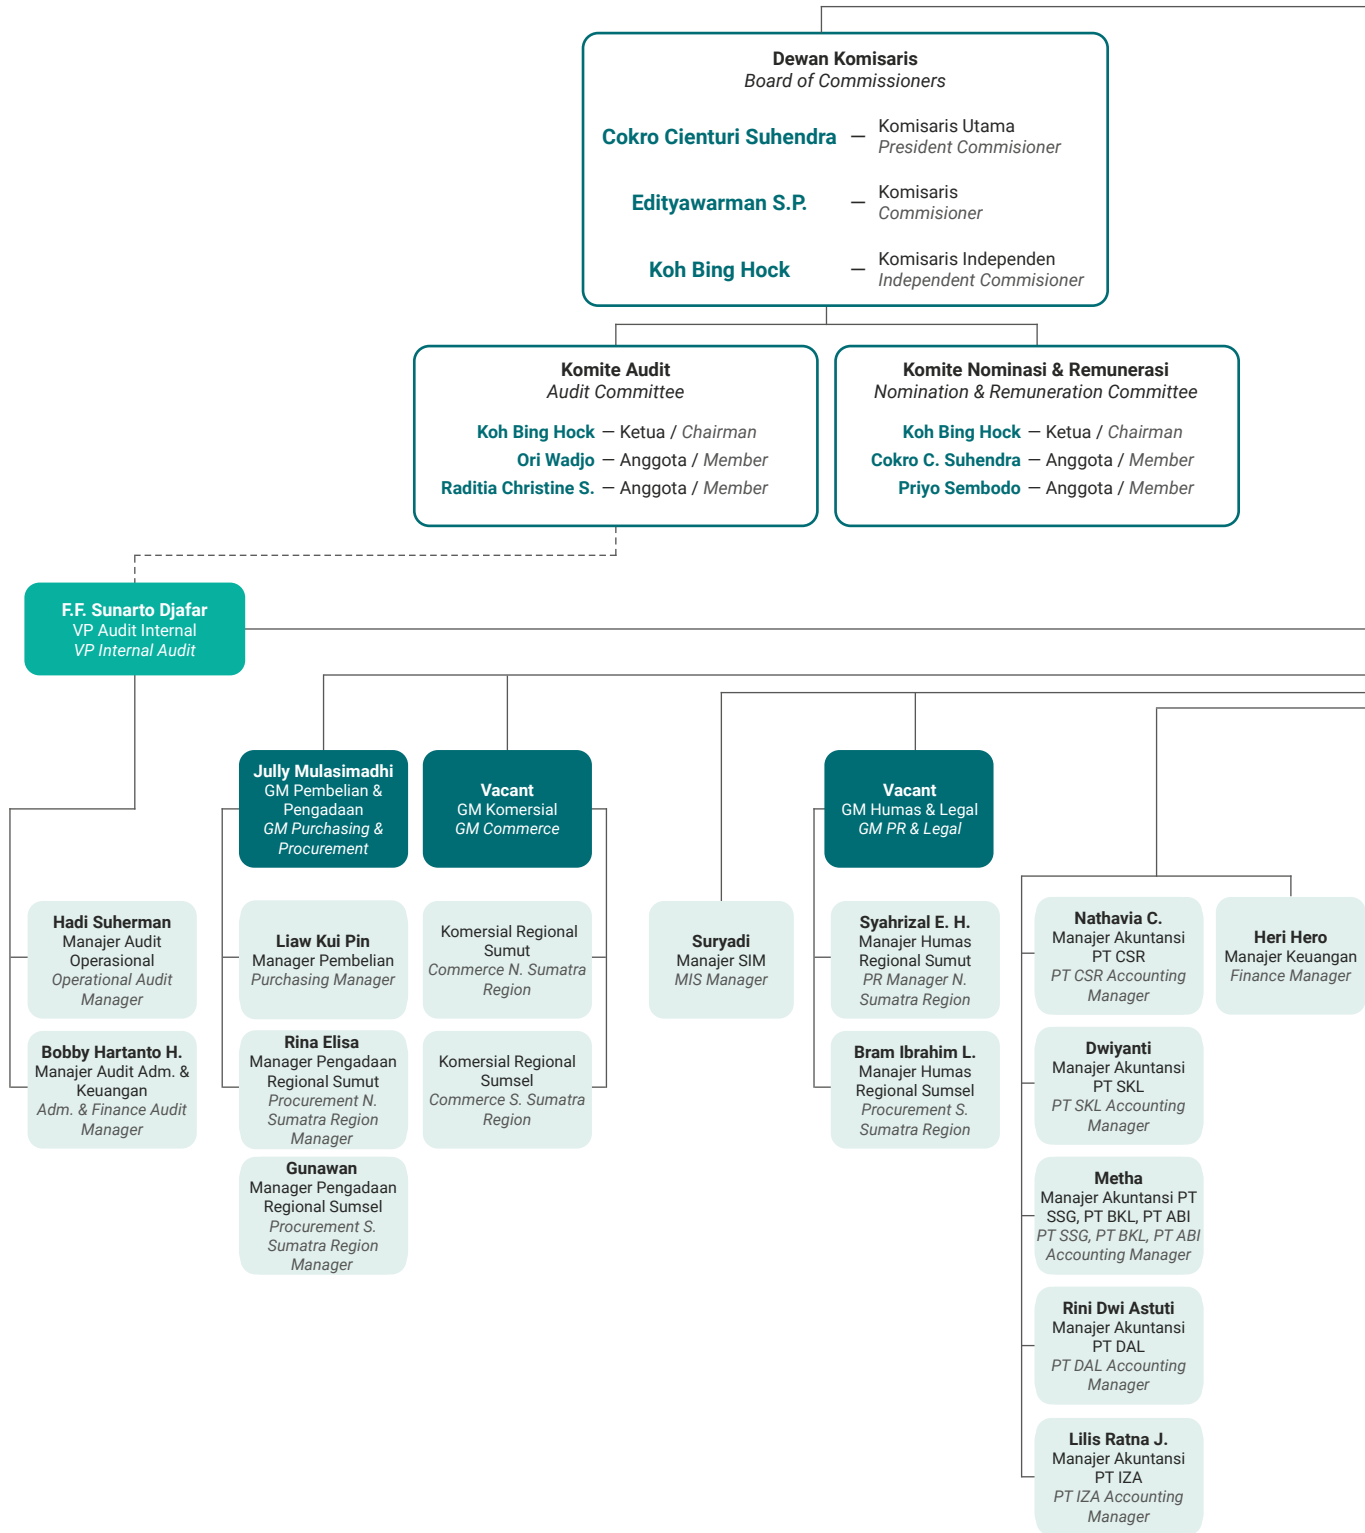 Dewan Komisaris
Board of Commissioners
Cokro Cienturi Suhendra — Komisaris Utama
President Commisioner
Edityawarman S.P. — Komisaris
Commisioner
Koh Bing Hock — Komisaris Independen
Independent Commisioner
Komite Audit
Audit Committee
Koh Bing Hock — Ketua / Chairman
Ori Wadjo — Anggota / Member
Raditia Christine S. — Anggota / Member
Komite Nominasi & Remunerasi
Nomination & Remuneration Committee
Koh Bing Hock — Ketua / Chairman
Cokro C. Suhendra — Anggota / Member
Priyo Sembodo — Anggota / Member
F.F. Sunarto Djafar
VP Audit Internal
VP Internal Audit
Jully Mulasimadhi
GM Pembelian &
Pengadaan
GM Purchasing &
Procurement
Vacant
GM Komersial
GM Commerce
Vacant
GM Humas & Legal
GM PR & Legal
Hadi Suherman
Manajer Audit
Operasional
Operational Audit
Manager
Bobby Hartanto H.
Manajer Audit Adm. &
Keuangan
Adm. & Finance Audit
Manager
Liaw Kui Pin
Manager Pembelian
Purchasing Manager
Rina Elisa
Manager Pengadaan
Regional Sumut
Procurement N.
Sumatra Region
Manager
Gunawan
Manager Pengadaan
Regional Sumsel
Procurement S.
Sumatra Region
Manager
Komersial Regional
Sumut
Commerce N. Sumatra
Region
Komersial Regional
Sumsel
Commerce S. Sumatra
Region
Suryadi
Manajer SIM
MIS Manager
Syahrizal E. H.
Manajer Humas
Regional Sumut
PR Manager N.
Sumatra Region
Bram Ibrahim L.
Manajer Humas
Regional Sumsel
Procurement S.
Sumatra Region
Nathavia C.
Manajer Akuntansi
PT CSR
PT CSR Accounting
Manager
Dwiyanti
Manajer Akuntansi
PT SKL
PT SKL Accounting
Manager
Metha
Manajer Akuntansi PT
SSG, PT BKL, PT ABI
PT SSG, PT BKL, PT ABI
Accounting Manager
Rini Dwi Astuti
Manajer Akuntansi
PT DAL
PT DAL Accounting
Manager
Lilis Ratna J.
Manajer Akuntansi
PT IZA
PT IZA Accounting
Manager
Heri Hero
Manajer Keuangan
Finance Manager